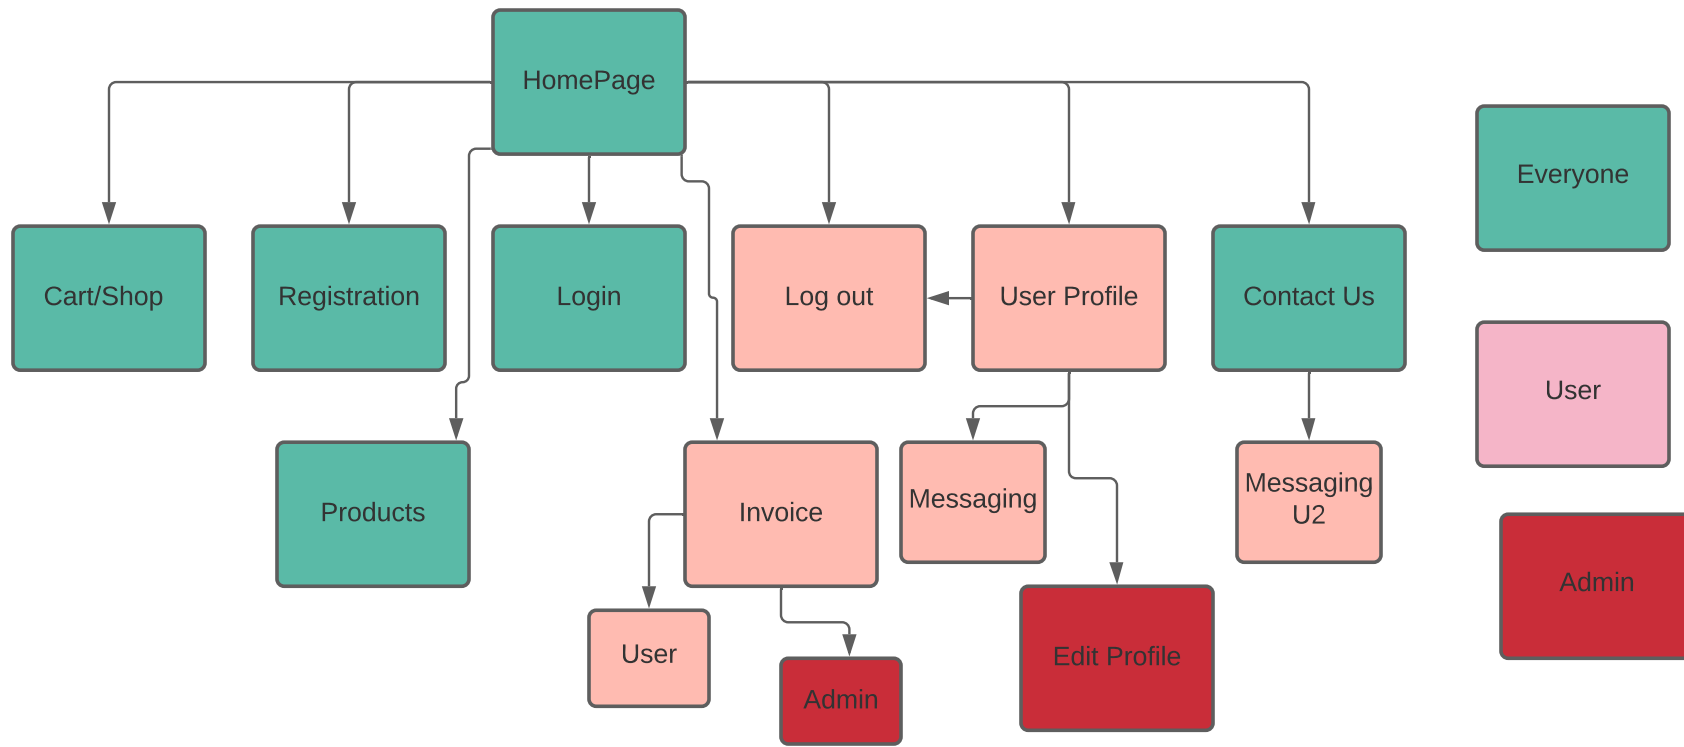 HomePage
Everyone
Cart/Shop
Registration
Login
Log out
User Profile
Contact Us
User
Products
Invoice
Messaging
Messaging
U2
Admin
User
Admin
Edit Profile